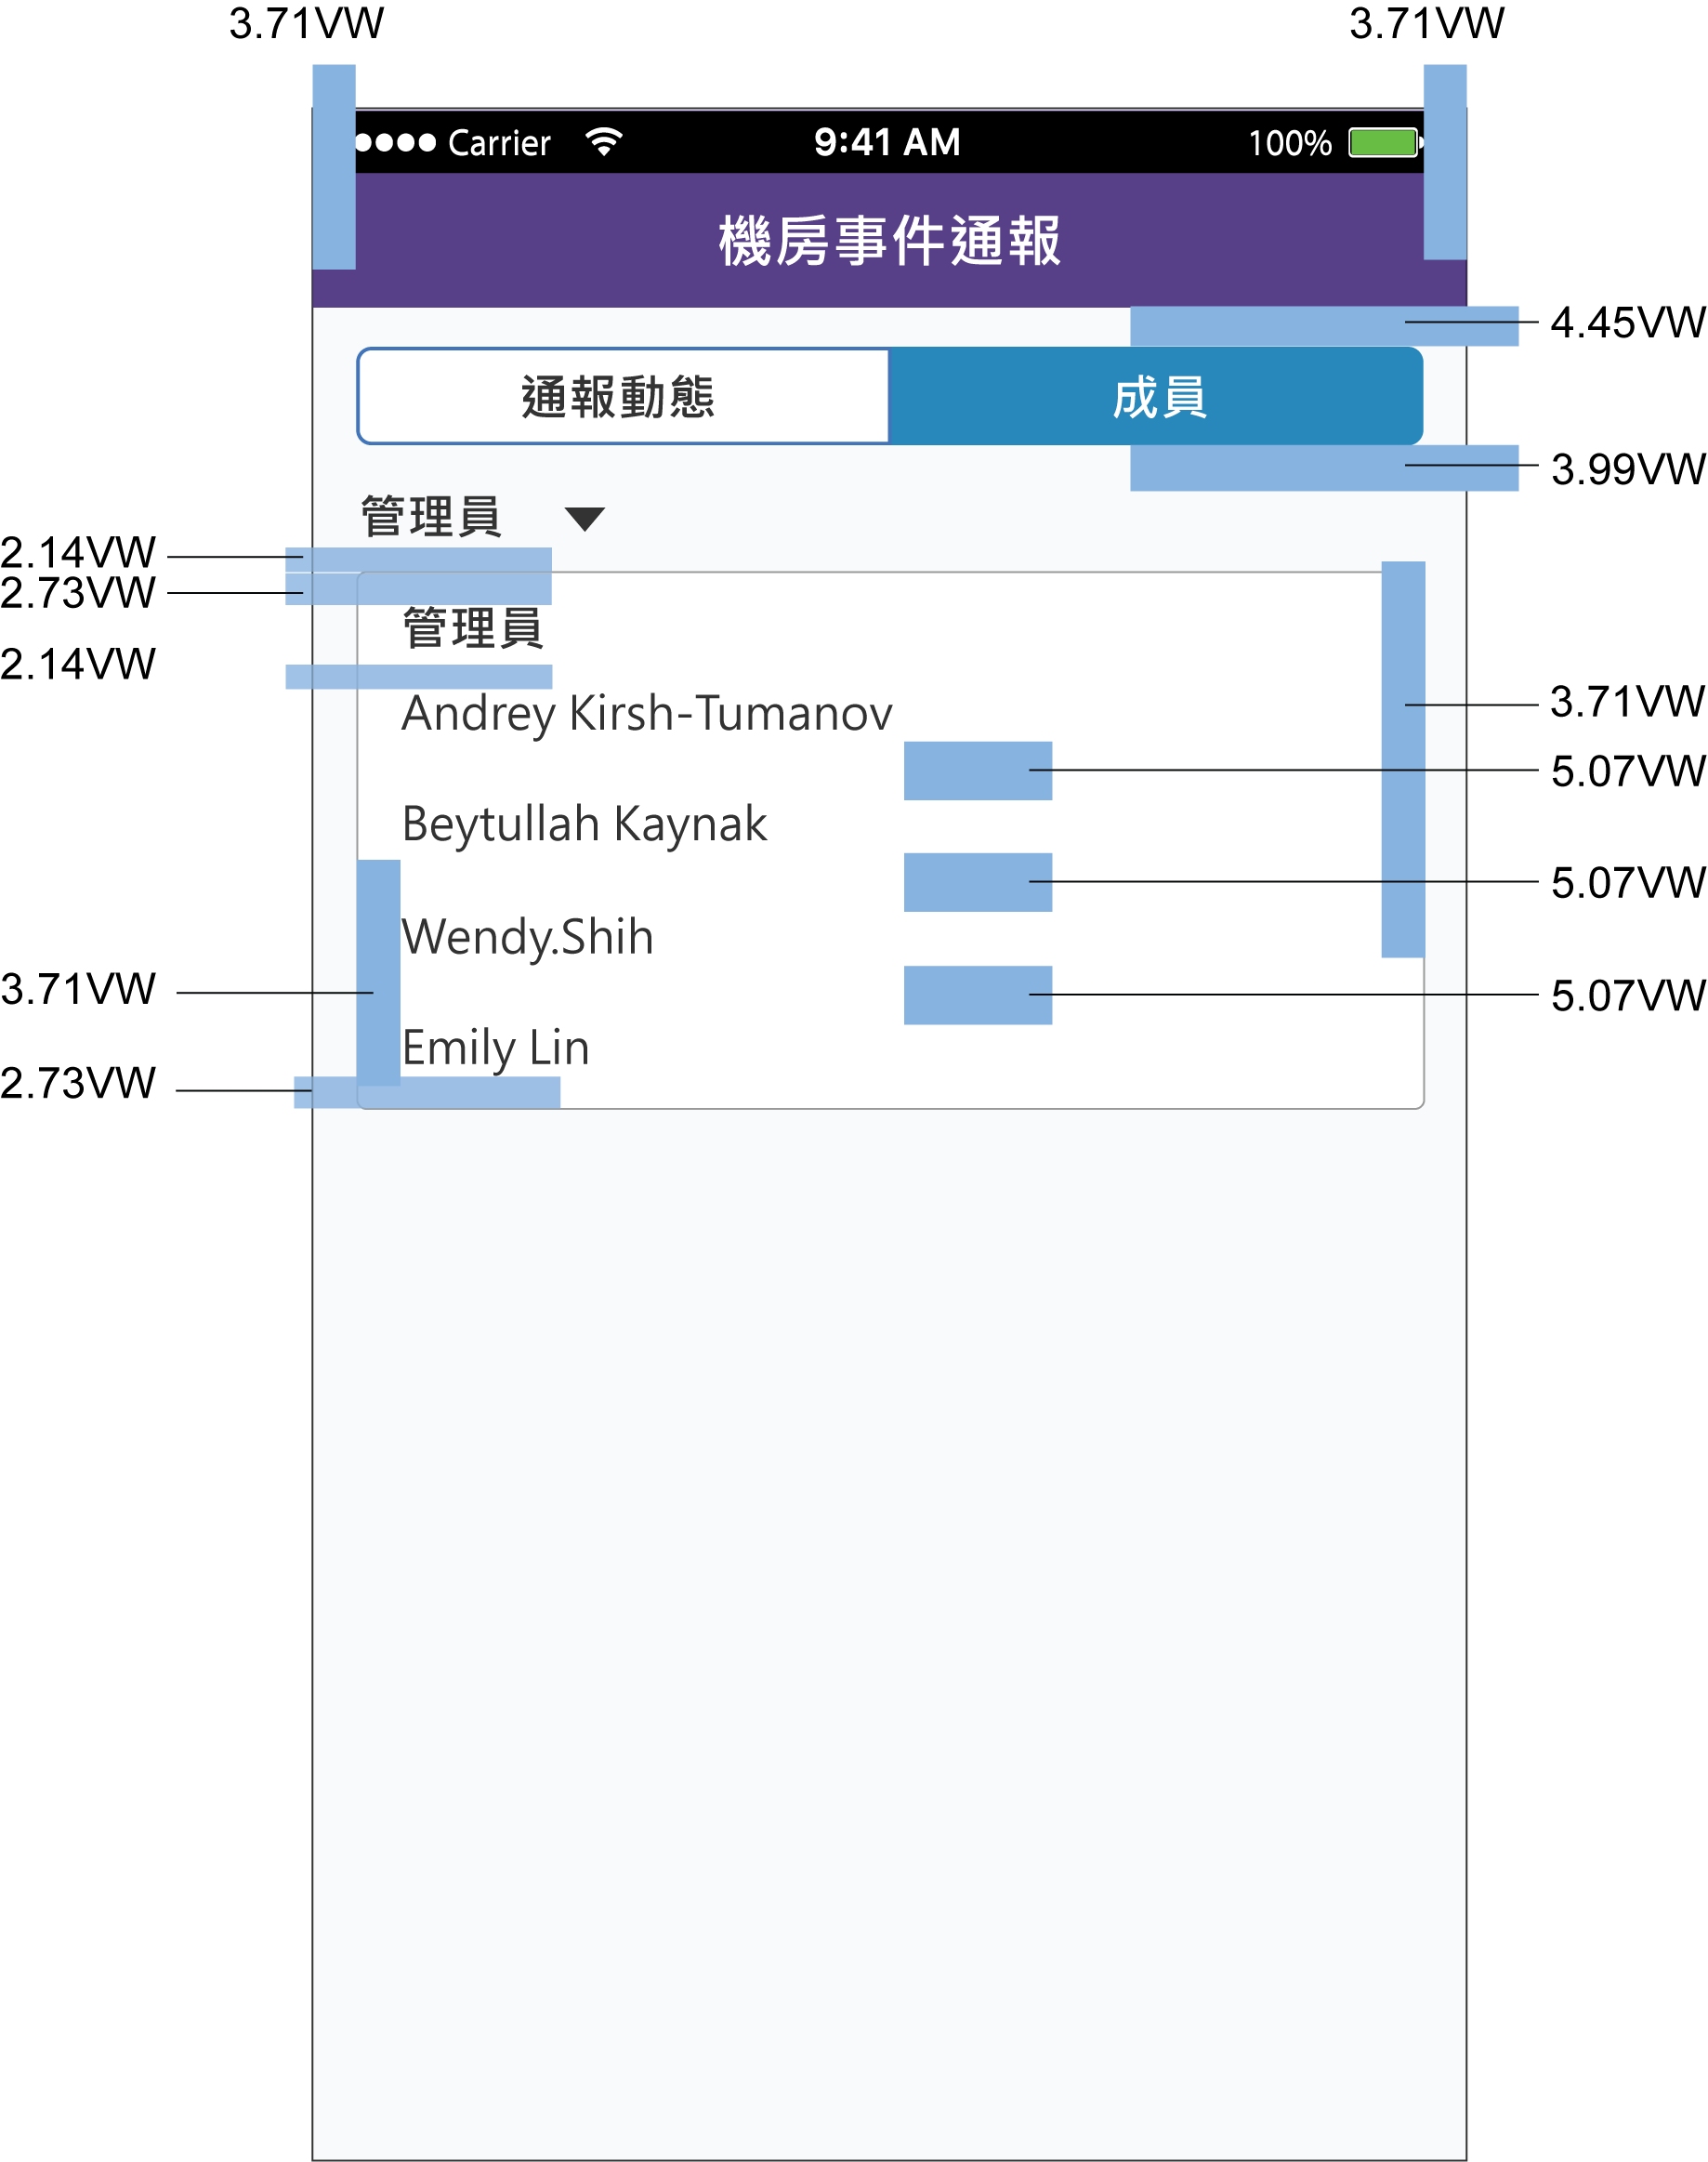 3.71VW 3.71VW
Carrier 9:41 AM 100%
機房事件通報
4.45VW
通報動態 成員
3.99VW
管理員
2.14VW
2.73VW
管理員
2.14VW
Andrey Kirsh-Tumanov
3.71VW
5.07VW
Beytullah Kaynak
5.07VW
Wendy.Shih
3.71VW
5.07VW
Emily Lin
2.73VW